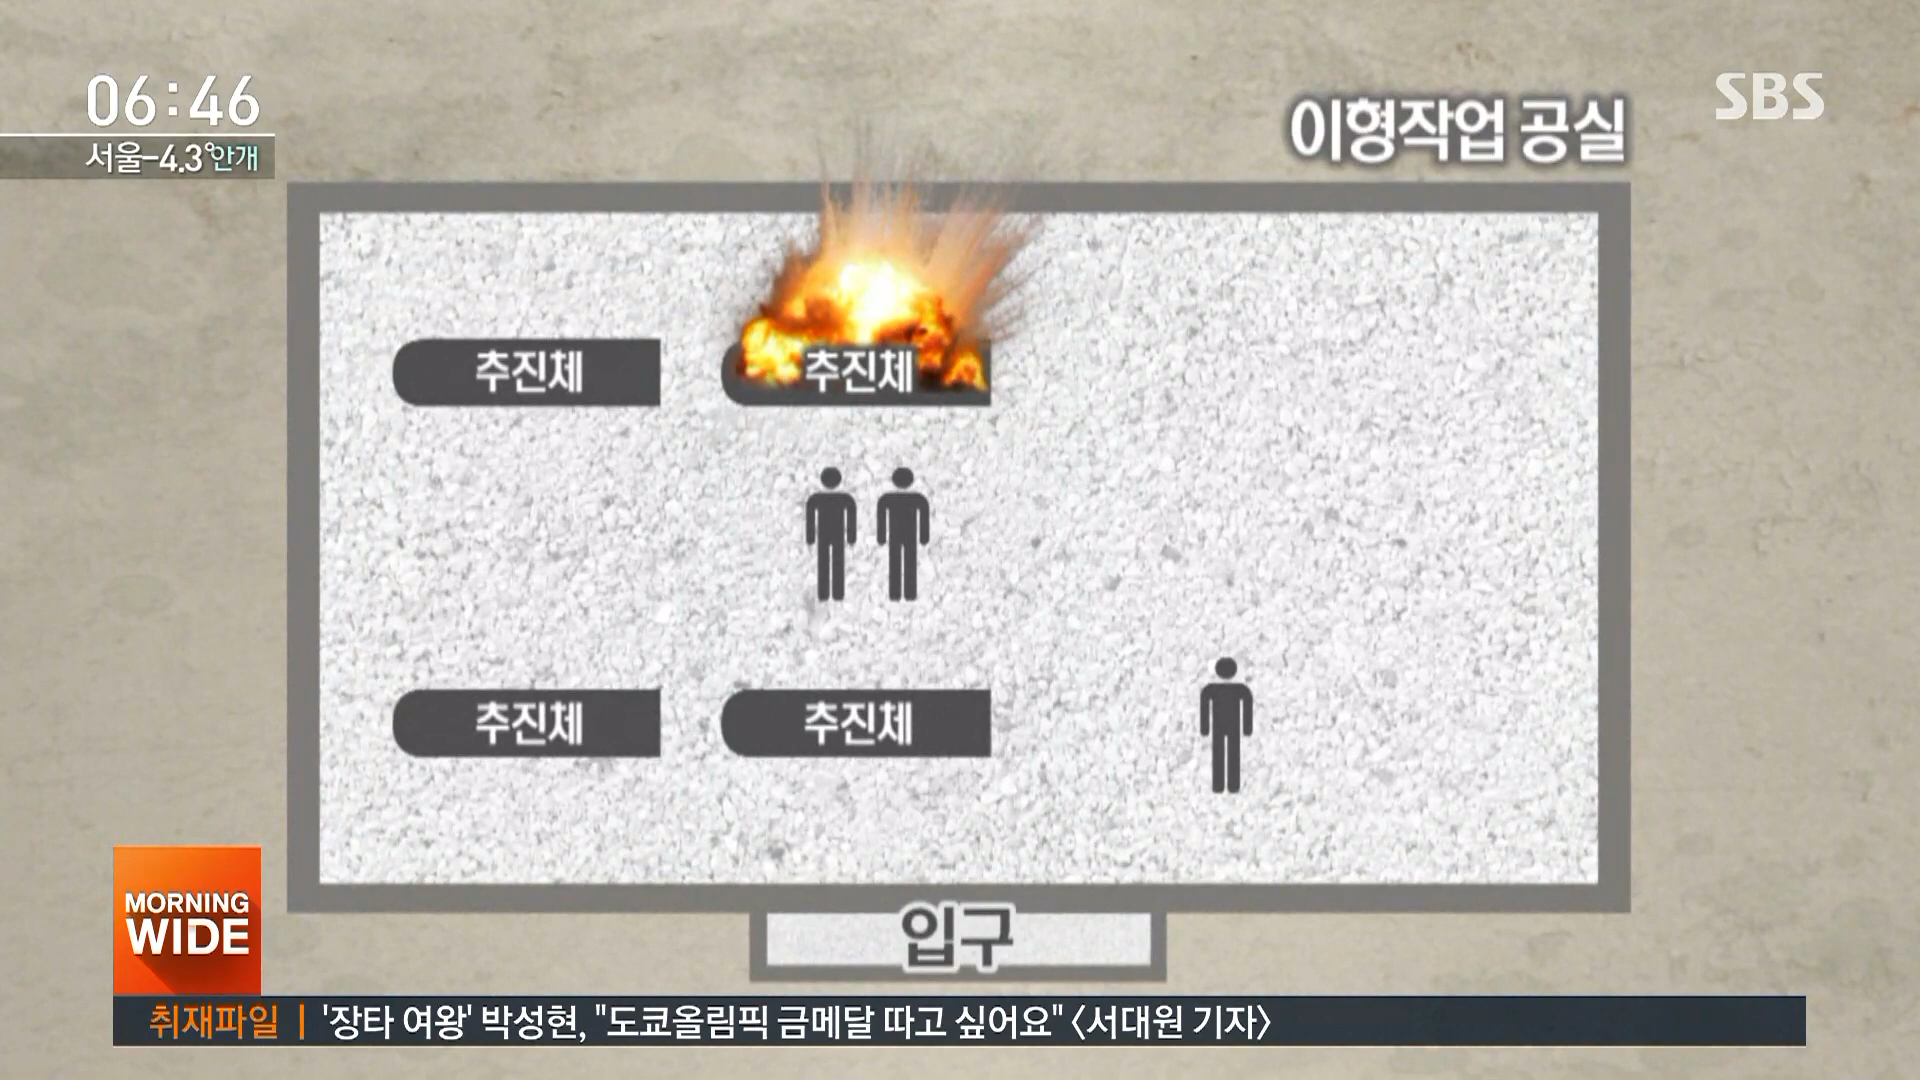 06:46
서울-4.3°안개
SBS
이형작업 공실
추진체
추진체
추진체
추진체
입구
MORNING
WIDE
취재파일 | '장타 여왕' 박성현, "도쿄올림픽 금메달 따고 싶어요" 〈서대원 기자〉